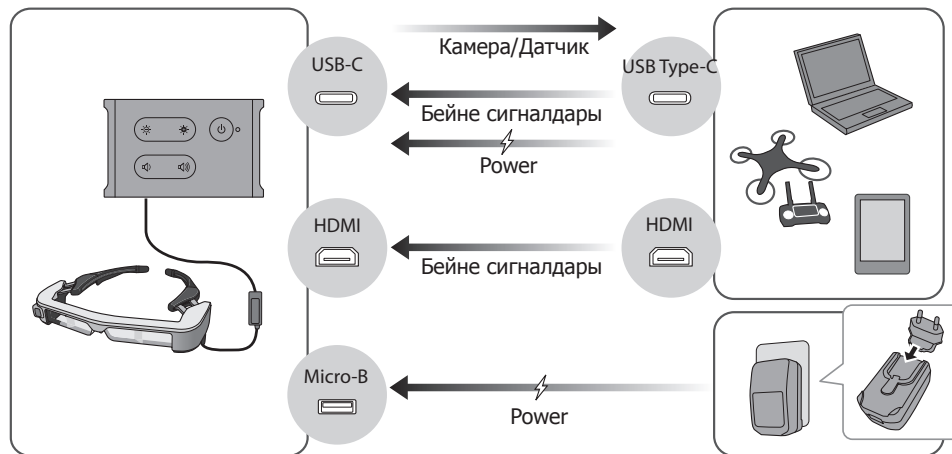 Камера/Датчик
USB-C
USB Type-C
Бейне сигналдары
Power
HDMI
HDMI
Бейне сигналдары
Micro-B
Power